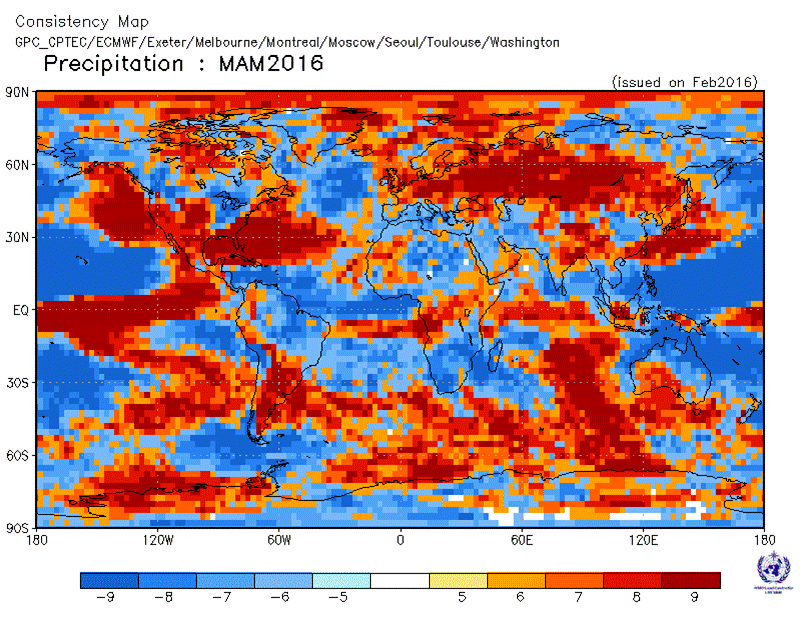 Consistency Map
GPC_CPTEC/ECMWF/Exeter/Melbourne/Montreal/Moscow/Seoul/Toulouse/Washington
Precipitation : MAM2016
(issued on Feb2016)
90N
60N
30N
EQ
30S
60S
90S
180 120W 60W 0 60E 120E 180
-9 -8 -7 -6 -5 5 6 7 8 9